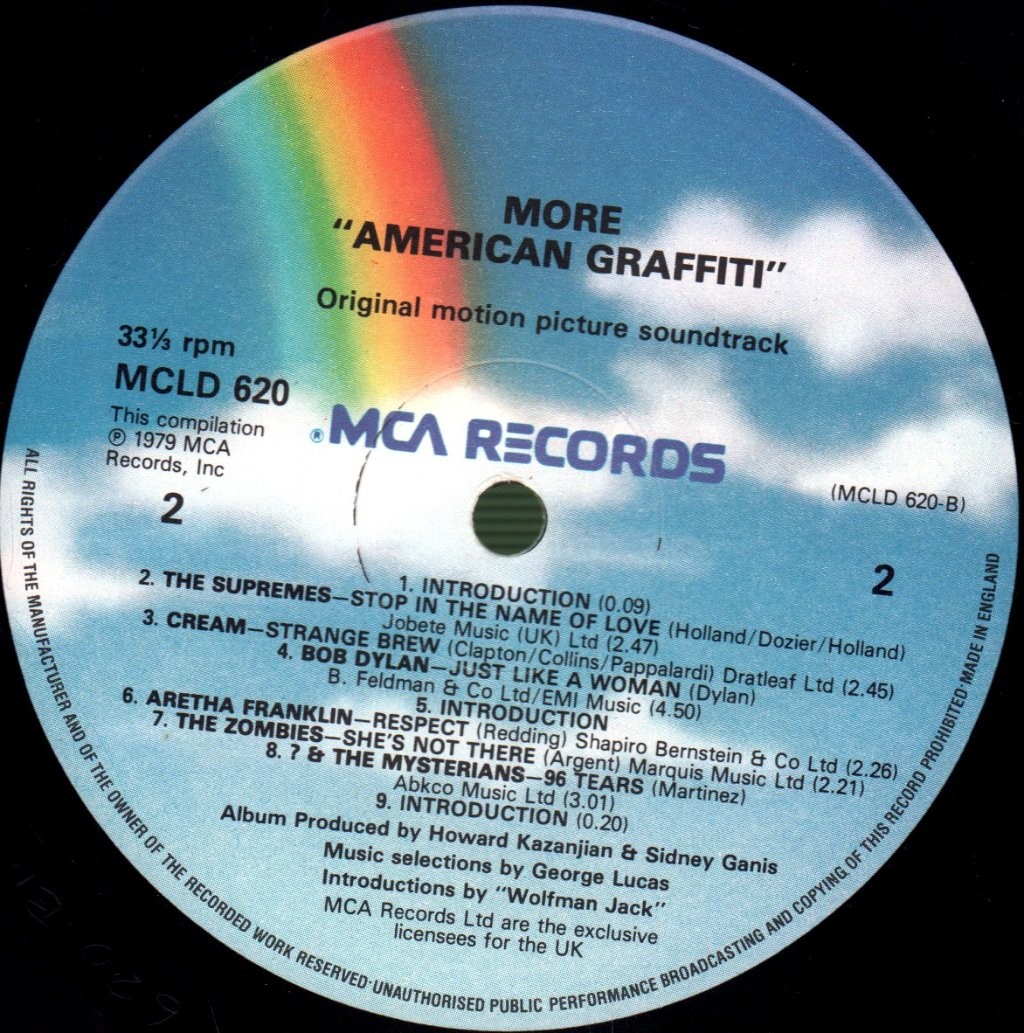 MORE
"AMERICAN GRAFFITI"
Original motion picture soundtrack
33⅓ rpm
MCLD 620
This compilation
℗ 1979 MCA
Records, Inc
® MCA RECORDS
(MCLD 620-B)
2
2
1. INTRODUCTION (0.09)
2. THE SUPREMES—STOP IN THE NAME OF LOVE (Holland/Dozier/Holland)
Jobete Music (UK) Ltd (2.47)
3. CREAM—STRANGE BREW (Clapton/Collins/Pappalardi) Dratleaf Ltd (2.45)
4. BOB DYLAN—JUST LIKE A WOMAN (Dylan)
B. Feldman & Co Ltd/EMI Music (4.50)
5. INTRODUCTION
6. ARETHA FRANKLIN—RESPECT (Redding) Shapiro Bernstein & Co Ltd (2.26)
7. THE ZOMBIES—SHE'S NOT THERE (Argent) Marquis Music Ltd (2.21)
8. ? & THE MYSTERIANS—96 TEARS (Martinez)
Abkco Music Ltd (3.01)
9. INTRODUCTION (0.20)
Album Produced by Howard Kazanjian & Sidney Ganis
Music selections by George Lucas
Introductions by "Wolfman Jack"
MCA Records Ltd are the exclusive
licensees for the UK
ALL RIGHTS OF THE MANUFACTURER AND OF THE OWNER OF THE RECORDED WORK RESERVED·UNAUTHORISED PUBLIC PERFORMANCE BROADCASTING AND COPYING OF THIS RECORD PROHIBITED·MADE IN ENGLAND